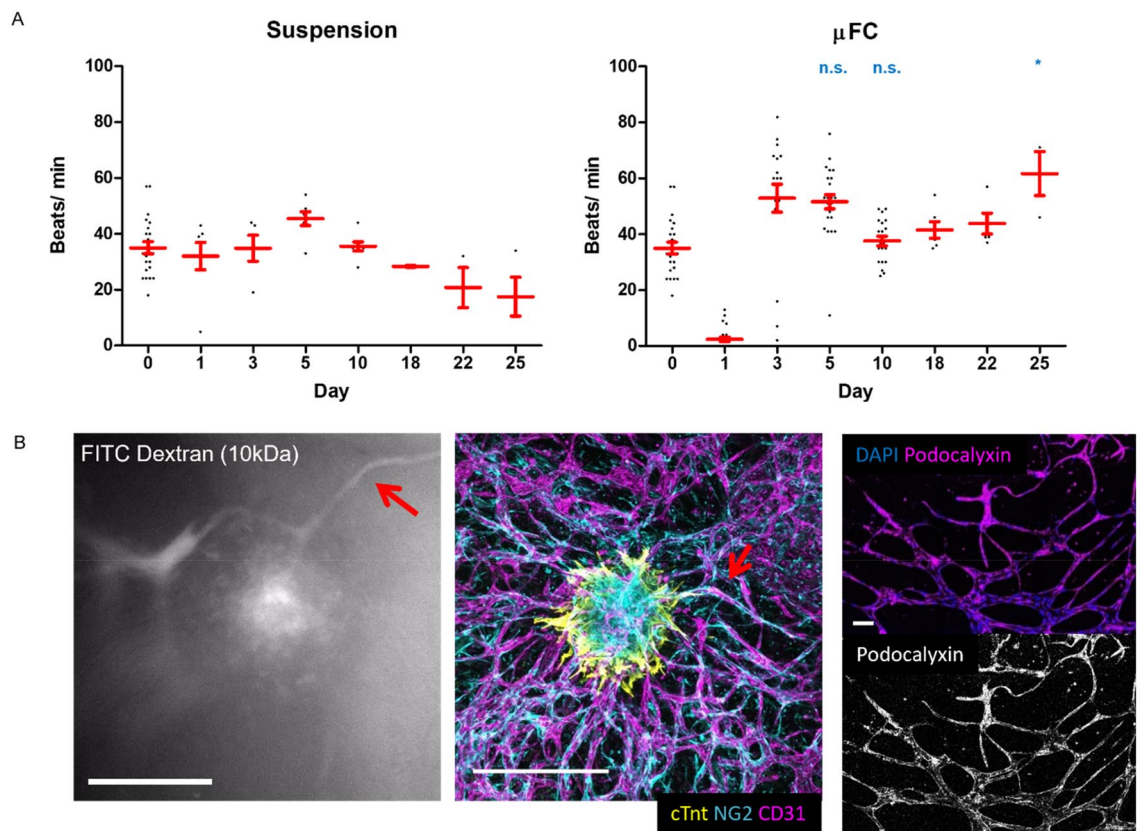 A
Suspension
100
80
60
40
20
0
Beats/ min
0 1 3 5 10 18 22 25
Day
μFC
n.s. n.s. *
100
80
60
40
20
0
Beats/ min
0 1 3 5 10 18 22 25
Day
B
FITC Dextran (10kDa)
cTnt NG2 CD31
DAPI Podocalyxin
Podocalyxin